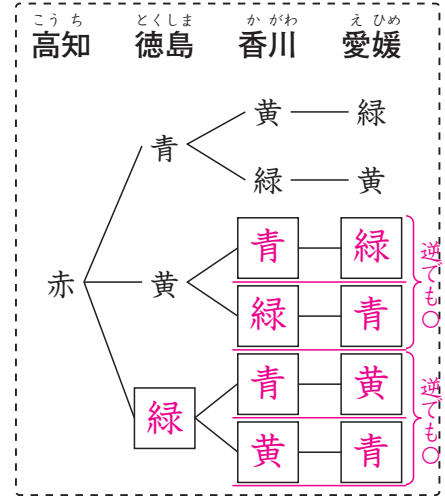 こうち とくしま かがわ えひめ
高知 徳島 香川 愛媛
赤
青
黄 緑
緑 黄
黄
青 緑
緑 青
逆でも○
緑
青 黄
黄 青
逆でも○